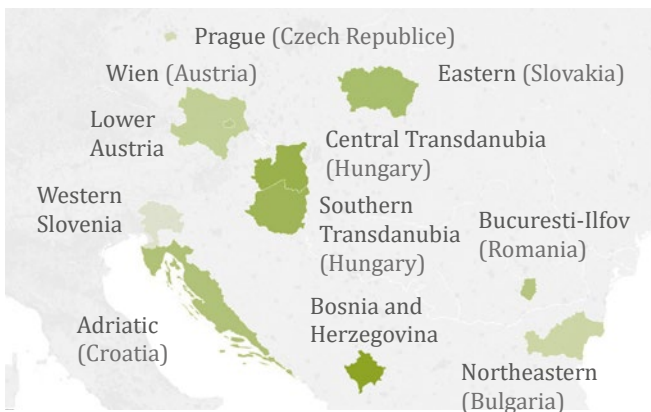 Prague (Czech Republice)
Wien (Austria)
Eastern (Slovakia)
Lower
Austria
Central Transdanubia
(Hungary)
Western
Slovenia
Southern
Transdanubia
(Hungary)
Bucuresti-Ilfov
(Romania)
Adriatic
(Croatia)
Bosnia and
Herzegovina
Northeastern
(Bulgaria)